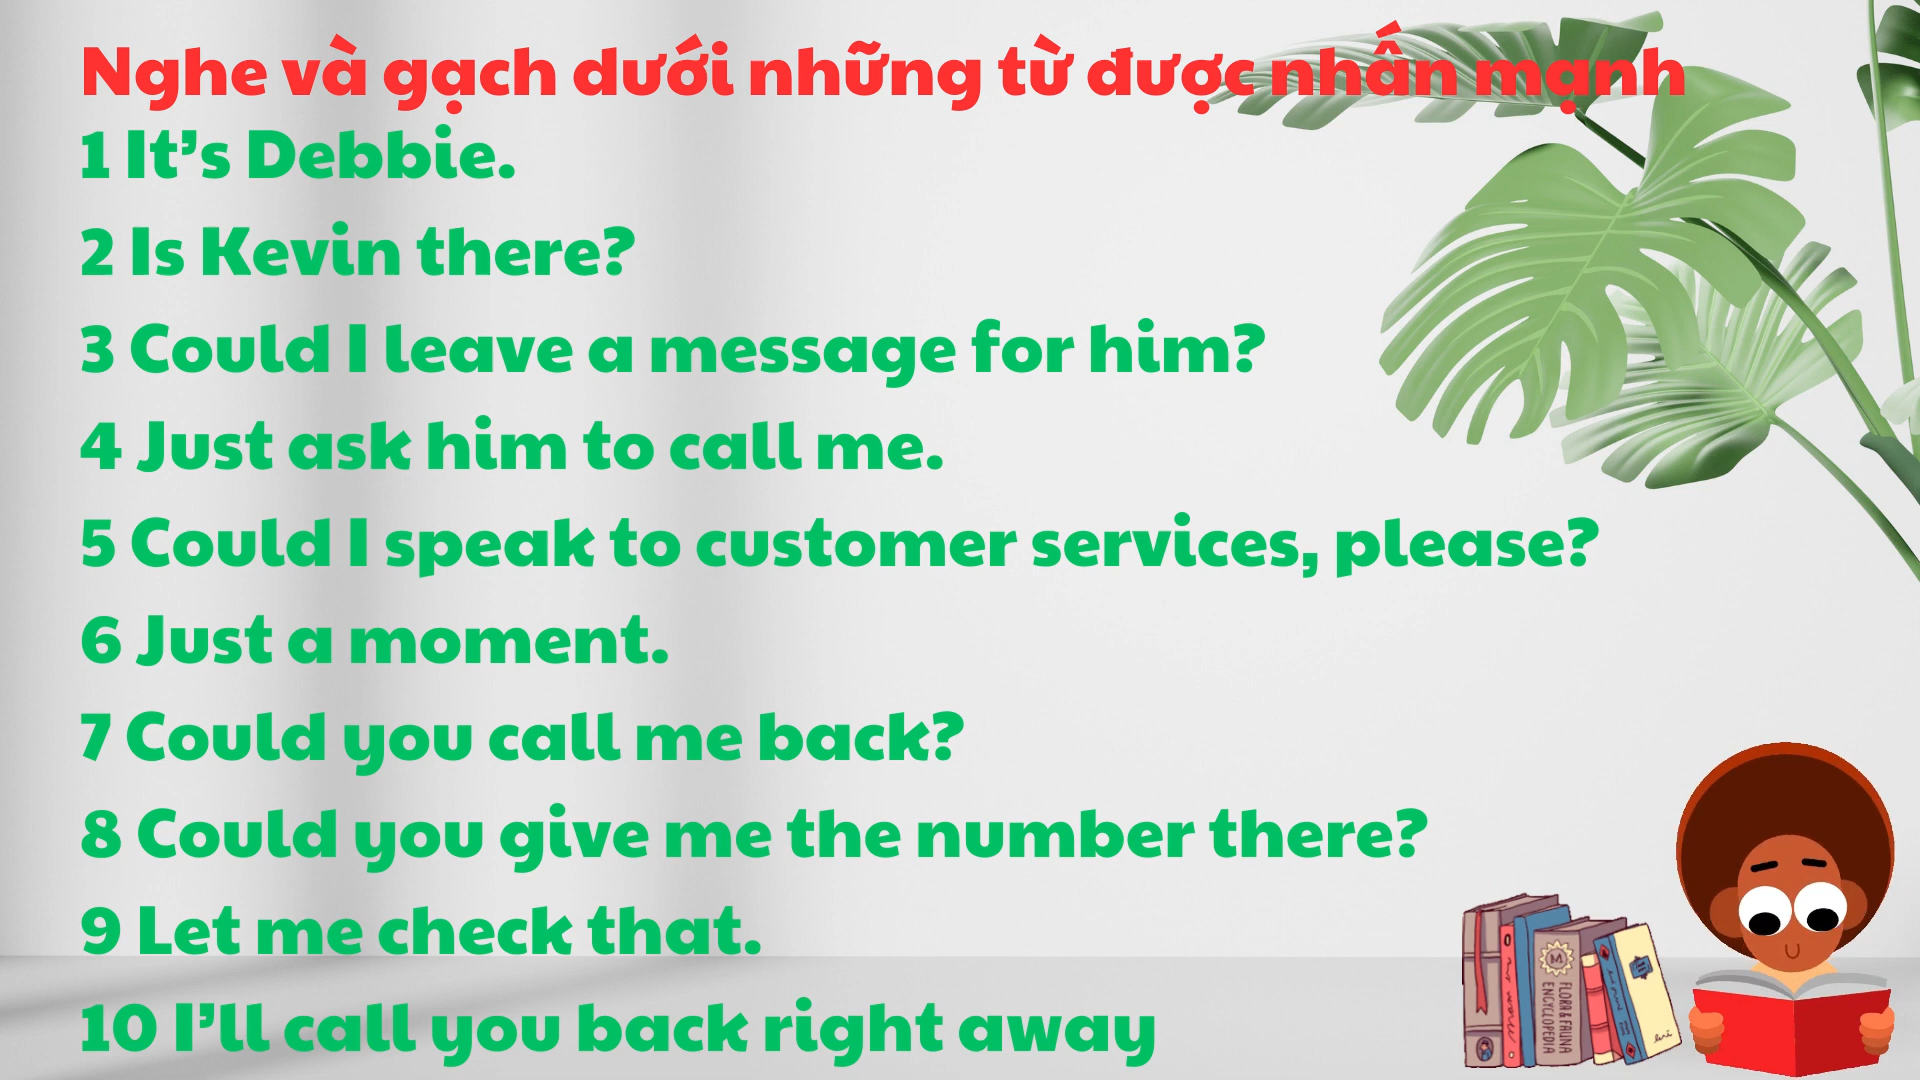 Nghe và gạch dưới những từ được nhấn mạnh
1 It’s Debbie.
2 Is Kevin there?
3 Could I leave a message for him?
4 Just ask him to call me.
5 Could I speak to customer services, please?
6 Just a moment.
7 Could you call me back?
8 Could you give me the number there?
9 Let me check that.
10 I’ll call you back right away
M
FLORA & FAUNA
ENCYCLOPEDIA